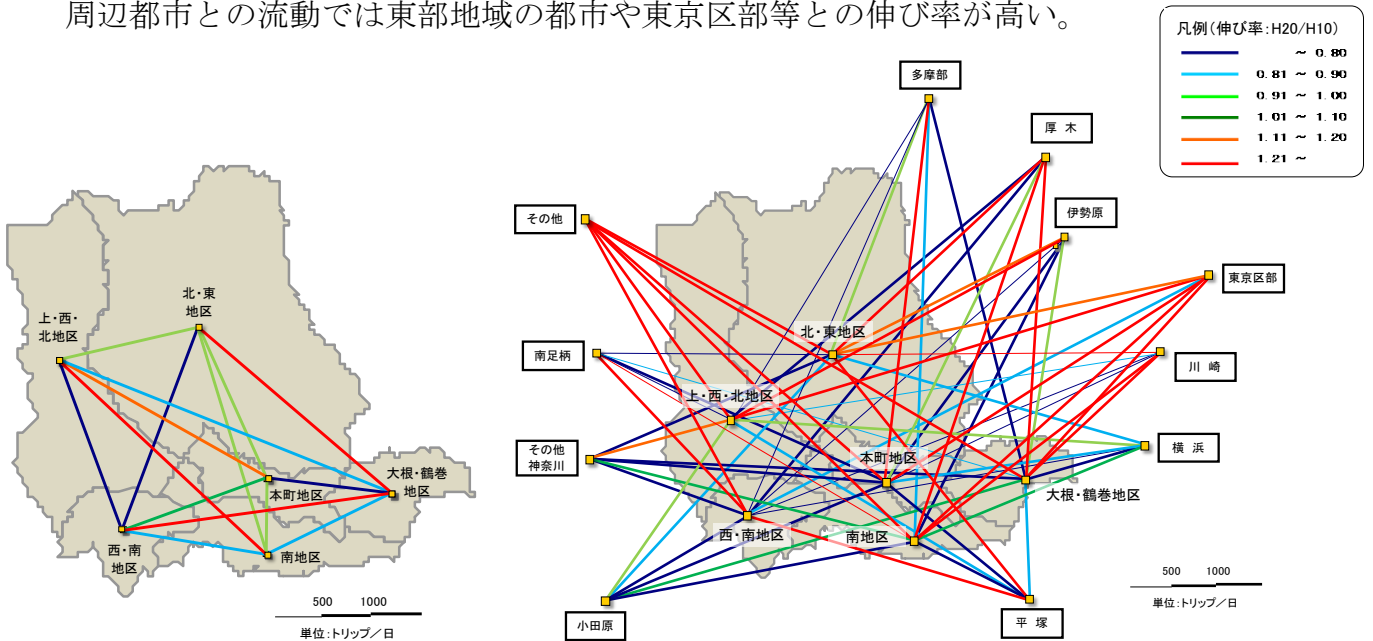 周辺都市との流動では東部地域の都市や東京区部等との伸び率が高い。
凡例(伸び率:H20/H10)
~ 0.80
0.81 ~ 0.90
0.91 ~ 1.00
1.01 ~ 1.10
1.11 ~ 1.20
1.21 ~
北・東
地区
上・西・
北地区
大根・鶴巻
地区
本町地区
西・南
地区
南地区
500 1000
単位:トリップ/日
多摩部
厚 木
伊勢原
その他
東京区部
北・東地区
南足柄
川 崎
上・西・北地区
横 浜
その他
神奈川
本町地区
大根・鶴巻地区
西・南地区
南地区
小田原
平 塚
500 1000
単位:トリップ/日